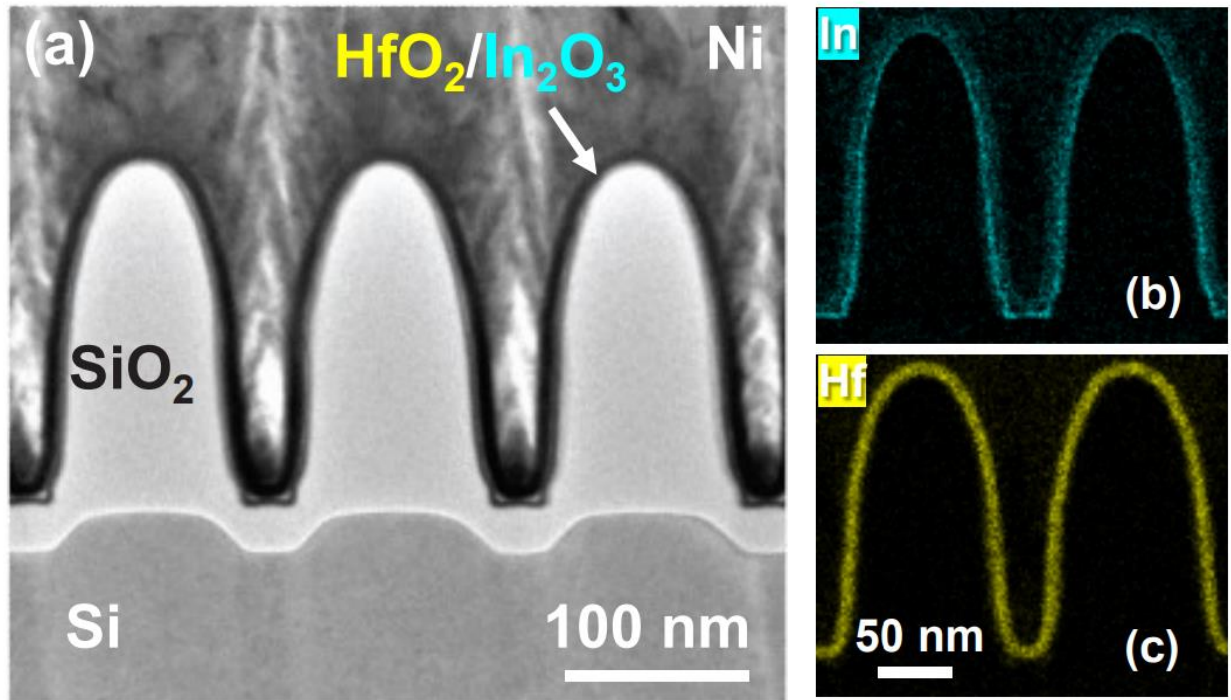 (a)
HfO₂/In₂O₃
Ni
SiO₂
Si
100 nm
In
(b)
Hf
50 nm
(c)